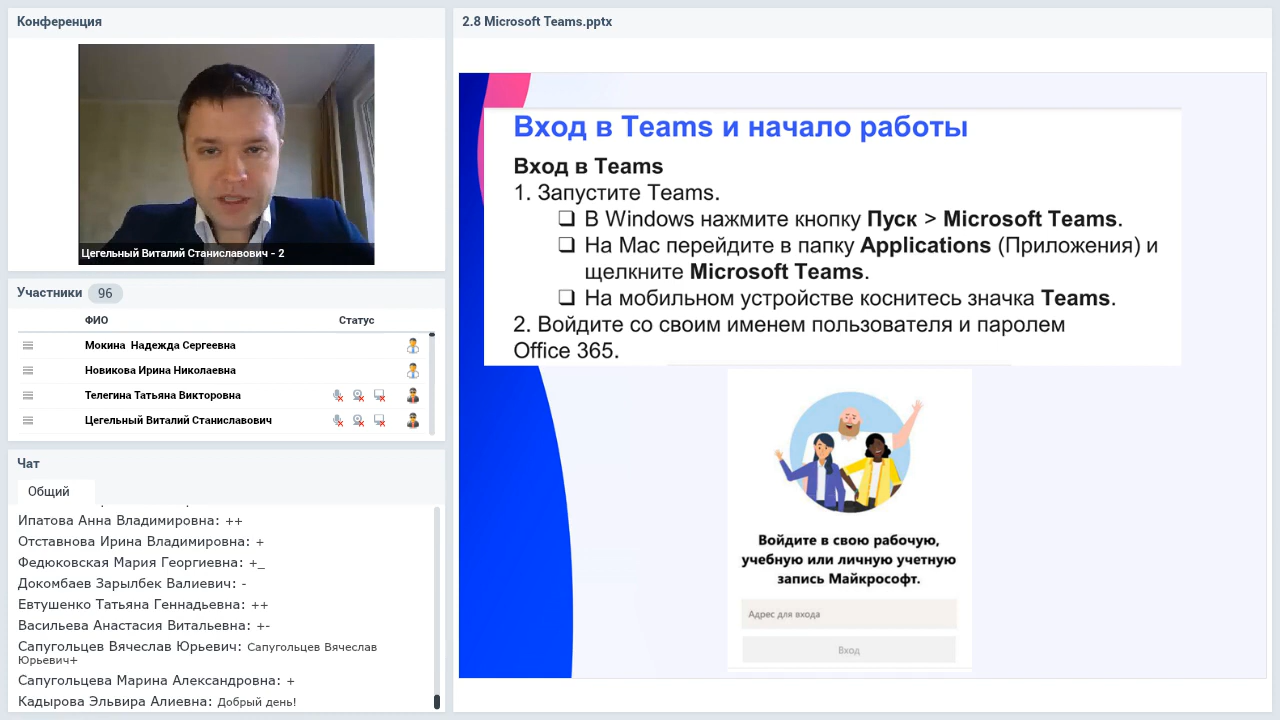 Конференция
Цегельный Виталий Станиславович - 2
Участники 96
ФИО Статус
Мокина Надежда Сергеевна
Новикова Ирина Николаевна
Телегина Татьяна Викторовна
Цегельный Виталий Станиславович
Чат
Общий
Ипатова Анна Владимировна: ++
Отставнова Ирина Владимировна: +
Федюковская Мария Георгиевна: +_
Докомбаев Зарылбек Валиевич: -
Евтушенко Татьяна Геннадьевна: ++
Васильева Анастасия Витальевна: +-
Сапугольцев Вячеслав Юрьевич: Сапугольцев Вячеслав
Юрьевич+
Сапугольцева Марина Александровна: +
Кадырова Эльвира Алиевна: Добрый день!
2.8 Microsoft Teams.pptx
Вход в Teams и начало работы
Вход в Teams
1. Запустите Teams.
❑ В Windows нажмите кнопку Пуск > Microsoft Teams.
❑ На Mac перейдите в папку Applications (Приложения) и
щелкните Microsoft Teams.
❑ На мобильном устройстве коснитесь значка Teams.
2. Войдите со своим именем пользователя и паролем
Office 365.
Войдите в свою рабочую,
учебную или личную учетную
запись Майкрософт.
Адрес для входа
Вход